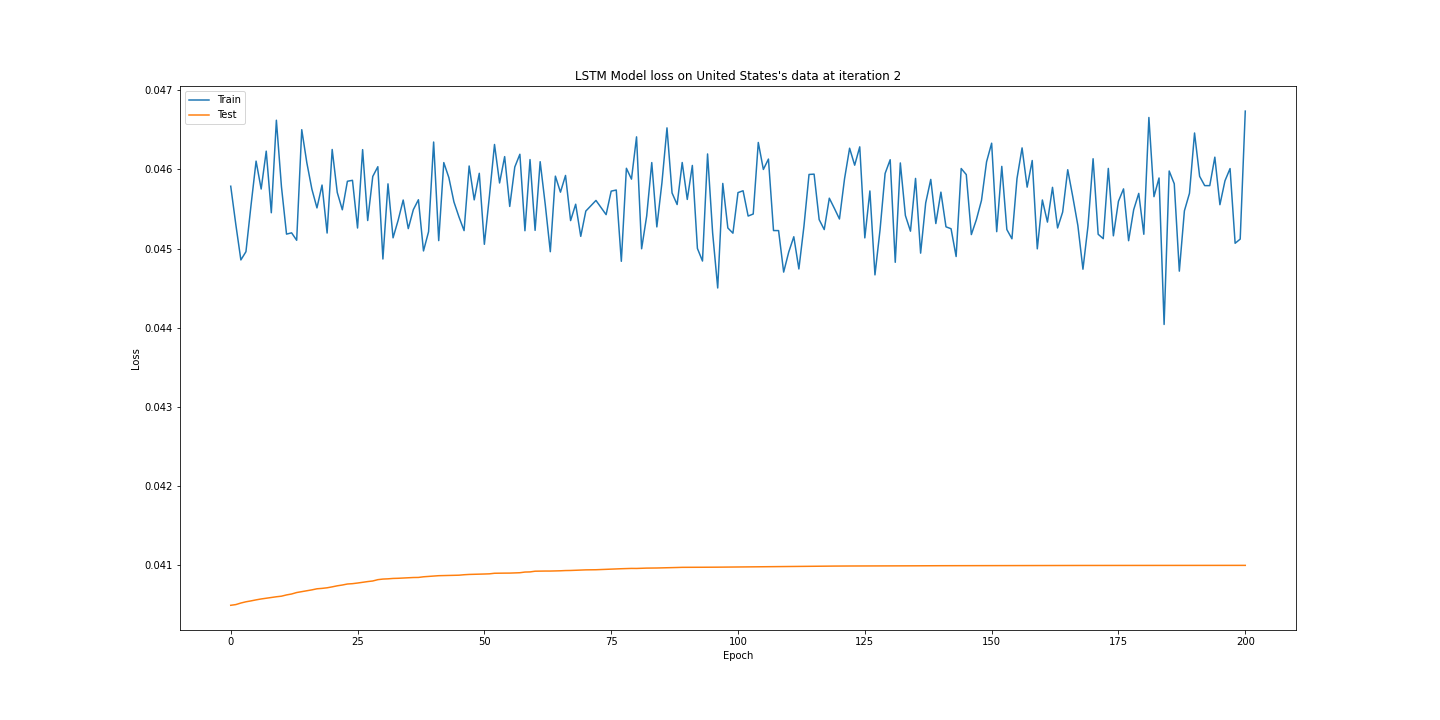 LSTM Model loss on United States's data at iteration 2
Train
Test
0.047
0.046
0.045
0.044
0.043
0.042
0.041
Loss
0 25 50 75 100 125 150 175 200
Epoch